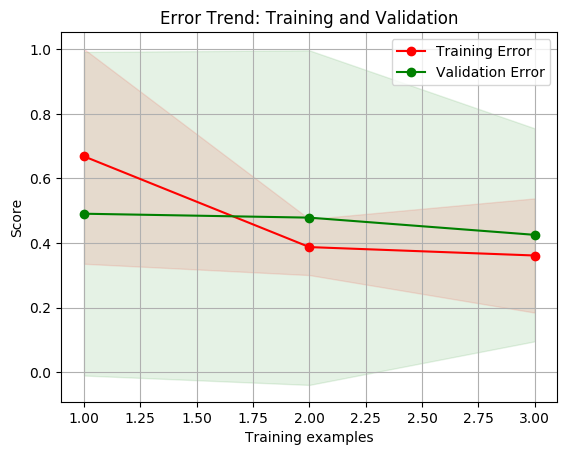 Error Trend: Training and Validation
Training Error
Validation Error
Score
1.0
0.8
0.6
0.4
0.2
0.0
1.00 1.25 1.50 1.75 2.00 2.25 2.50 2.75 3.00
Training examples